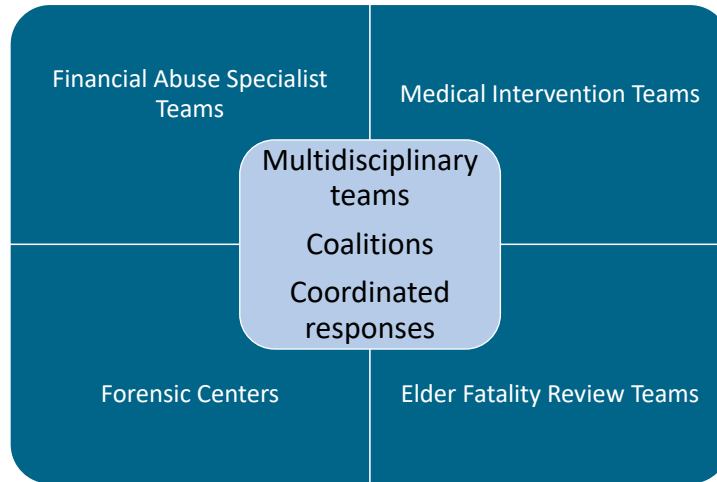 Financial Abuse Specialist
Teams
Medical Intervention Teams
Multidisciplinary
teams
Coalitions
Coordinated
responses
Forensic Centers
Elder Fatality Review Teams